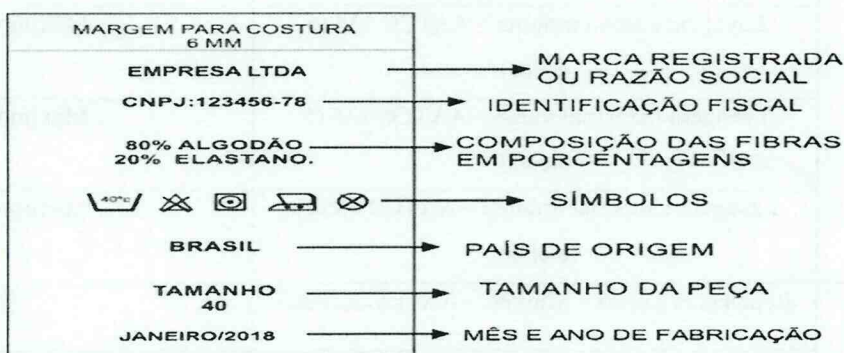 MARGEM PARA COSTURA
6 MM
EMPRESA LTDA
MARCA REGISTRADA
OU RAZÃO SOCIAL
CNPJ:123456-78
IDENTIFICAÇÃO FISCAL
80% ALGODÃO
20% ELASTANO.
COMPOSIÇÃO DAS FIBRAS
EM PORCENTAGENS
40°c
SÍMBOLOS
BRASIL
PAÍS DE ORIGEM
TAMANHO
40
TAMANHO DA PEÇA
JANEIRO/2018
MÊS E ANO DE FABRICAÇÃO